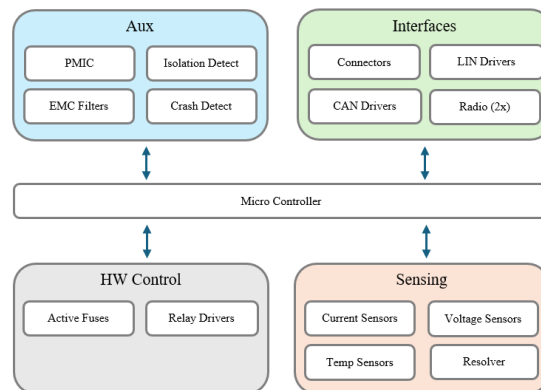 Aux
PMIC
Isolation Detect
EMC Filters
Crash Detect
Interfaces
Connectors
LIN Drivers
CAN Drivers
Radio (2x)
Micro Controller
HW Control
Active Fuses
Relay Drivers
Sensing
Current Sensors
Voltage Sensors
Temp Sensors
Resolver